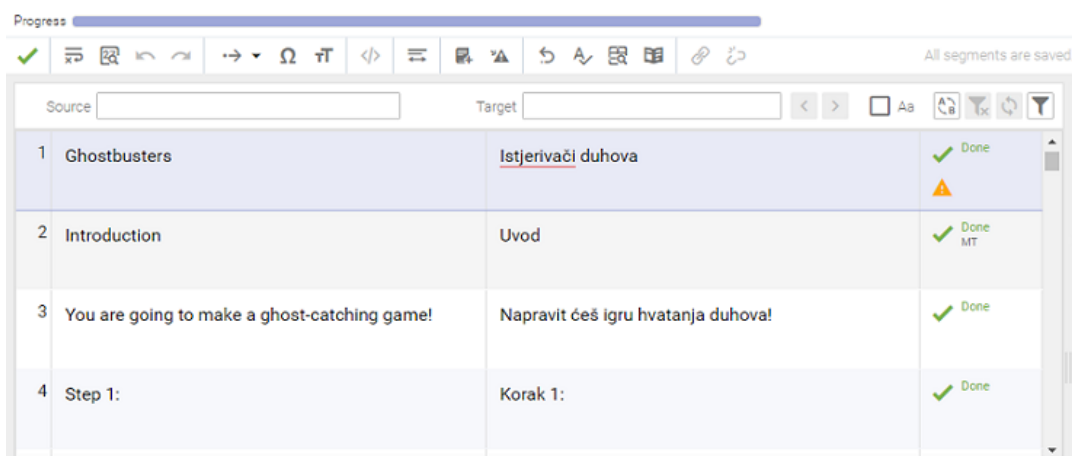 Progress
All segments are saved
Source
Target
Aa
1 Ghostbusters Istjerivači duhova Done
2 Introduction Uvod Done
MT
3 You are going to make a ghost-catching game! Napravit ćeš igru hvatanja duhova! Done
4 Step 1: Korak 1: Done